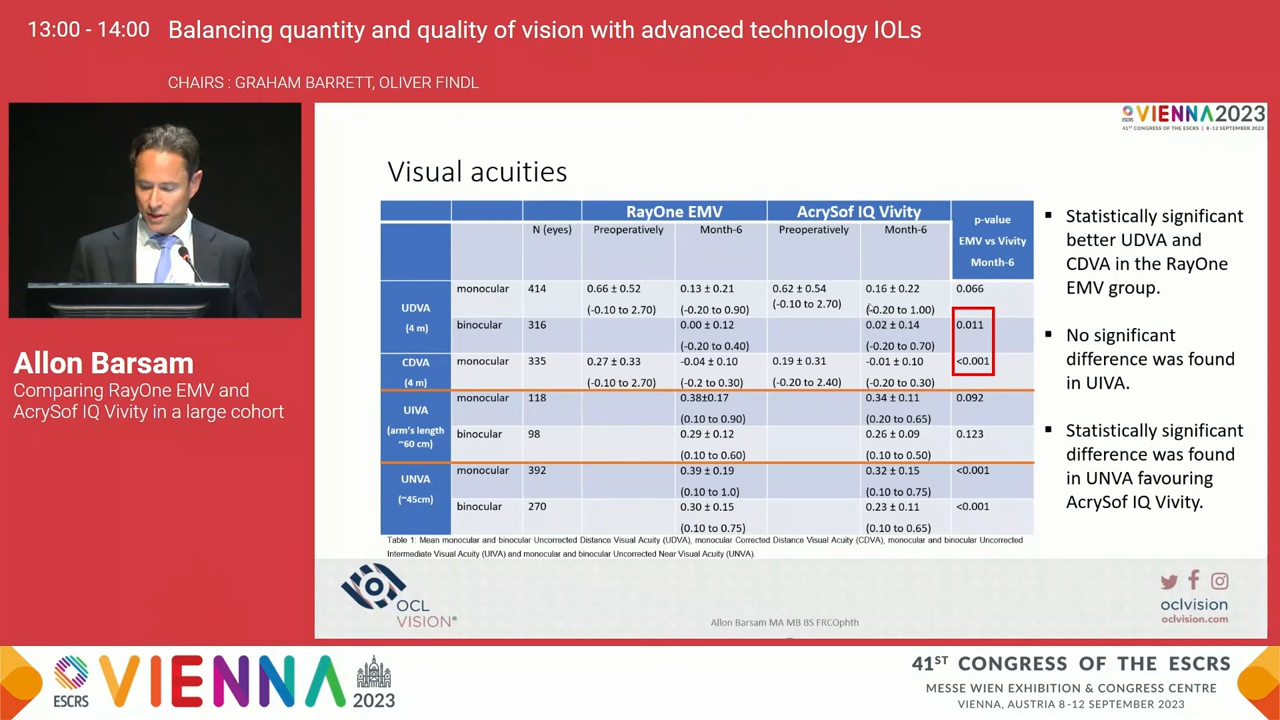 13:00 - 14:00 Balancing quantity and quality of vision with advanced technology IOLs
CHAIRS : GRAHAM BARRETT, OLIVER FINDL
ESCRS VIENNA2023
41ST CONGRESS OF THE ESCRS | 8-12 SEPTEMBER 2023
Allon Barsam
Comparing RayOne EMV and
AcrySof IQ Vivity in a large cohort
Visual acuities
RayOne EMV AcrySof IQ Vivity p-value
EMV vs Vivity
Month-6
N (eyes) Preoperatively Month-6 Preoperatively Month-6
UDVA
(4 m)
monocular 414 0.66 ± 0.52 0.13 ± 0.21 0.62 ± 0.54 0.16 ± 0.22 0.066
(-0.10 to 2.70) (-0.20 to 0.90) (-0.10 to 2.70) (-0.20 to 1.00)
binocular 316 0.00 ± 0.12 0.02 ± 0.14 0.011
(-0.20 to 0.40) (-0.20 to 0.70)
CDVA
(4 m)
monocular 335 0.27 ± 0.33 -0.04 ± 0.10 0.19 ± 0.31 -0.01 ± 0.10 <0.001
(-0.10 to 2.70) (-0.2 to 0.30) (-0.20 to 2.40) (-0.20 to 0.30)
UIVA
(arm's length
~60 cm)
monocular 118 0.38±0.17 0.34 ± 0.11 0.092
(0.10 to 0.90) (0.20 to 0.65)
binocular 98 0.29 ± 0.12 0.26 ± 0.09 0.123
(0.10 to 0.60) (0.10 to 0.50)
UNVA
(~45cm)
monocular 392 0.39 ± 0.19 0.32 ± 0.15 <0.001
(0.10 to 1.0) (0.10 to 0.75)
binocular 270 0.30 ± 0.15 0.23 ± 0.11 <0.001
(0.10 to 0.75) (0.10 to 0.65)
Table 1: Mean monocular and binocular Uncorrected Distance Visual Acuity (UDVA), monocular Corrected Distance Visual Acuity (CDVA), monocular and binocular Uncorrected
Intermediate Visual Acuity (UIVA) and monocular and binocular Uncorrected Near Visual Acuity (UNVA).
▪ Statistically significant
better UDVA and
CDVA in the RayOne
EMV group.
▪ No significant
difference was found
in UIVA.
▪ Statistically significant
difference was found
in UNVA favouring
AcrySof IQ Vivity.
OCL
VISION®
Allon Barsam MA MB BS FRCOphth
oclvision
oclvision.com
ESCRS VIENNA 2023
41ST CONGRESS OF THE ESCRS
MESSE WIEN EXHIBITION & CONGRESS CENTRE
VIENNA, AUSTRIA 8-12 SEPTEMBER 2023